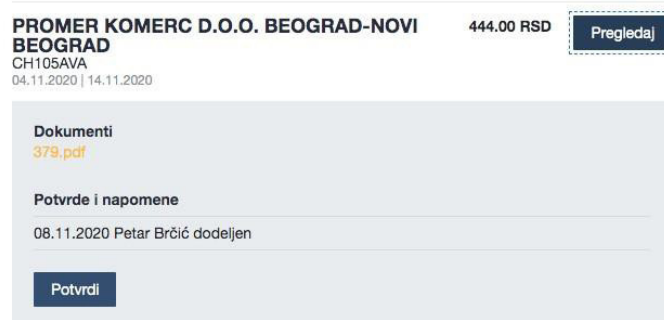 PROMER KOMERC D.O.O. BEOGRAD-NOVI
BEOGRAD
444.00 RSD
Pregledaj
CH105AVA
04.11.2020 | 14.11.2020
Dokumenti
379.pdf
Potvrde i napomene
08.11.2020 Petar Brčić dodeljen
Potvrdi